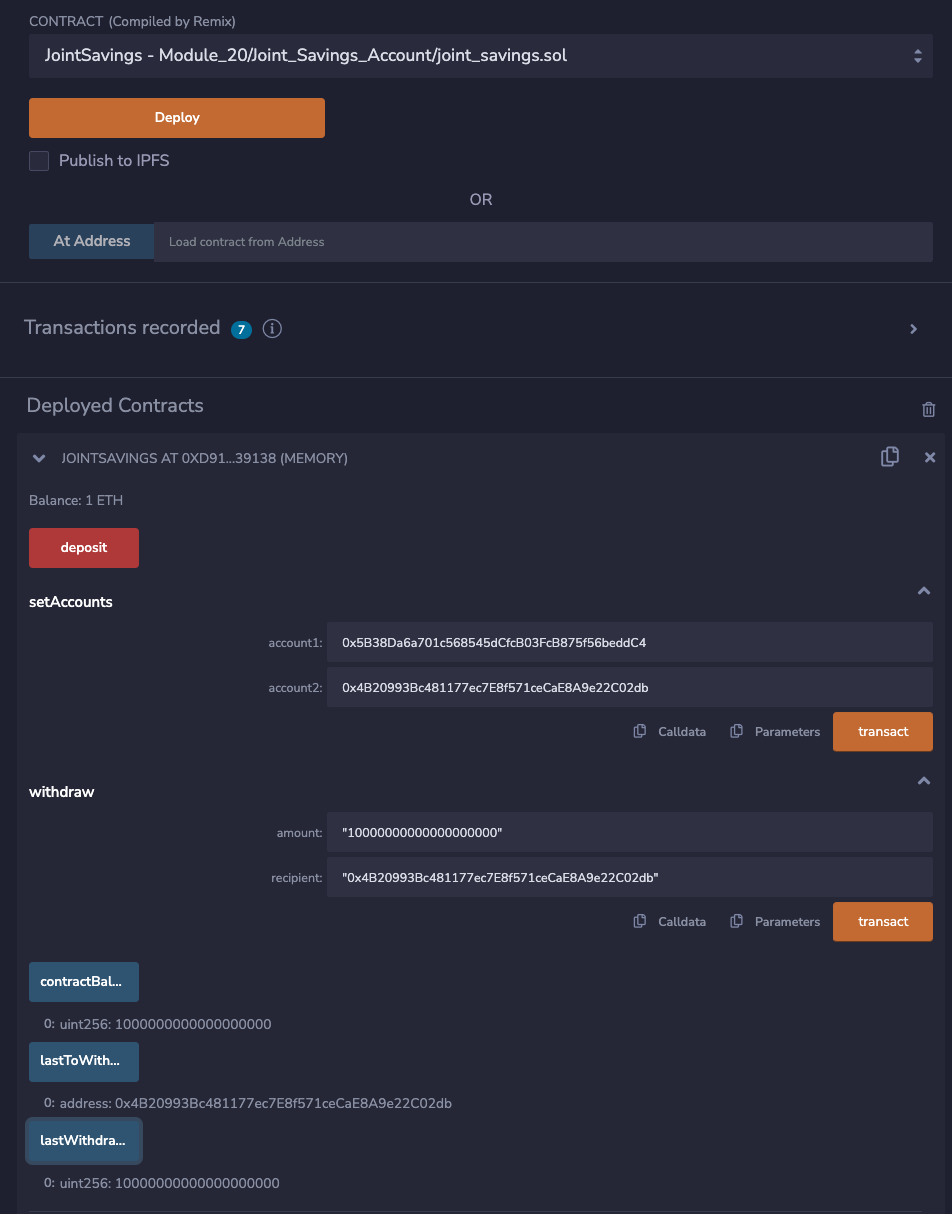 CONTRACT (Compiled by Remix)
JointSavings - Module_20/Joint_Savings_Account/joint_savings.sol
Deploy
Publish to IPFS
OR
At Address Load contract from Address
Transactions recorded 7 i
Deployed Contracts
JOINTSAVINGS AT 0XD91...39138 (MEMORY)
Balance: 1 ETH
deposit
setAccounts
account1: 0x5B38Da6a701c568545dCfcB03FcB875f56beddC4
account2: 0x4B20993Bc481177ec7E8f571ceCaE8A9e22C02db
Calldata Parameters transact
withdraw
amount: "10000000000000000000"
recipient: "0x4B20993Bc481177ec7E8f571ceCaE8A9e22C02db"
Calldata Parameters transact
contractBal...
0: uint256: 1000000000000000000
lastToWith...
0: address: 0x4B20993Bc481177ec7E8f571ceCaE8A9e22C02db
lastWithdra...
0: uint256: 10000000000000000000